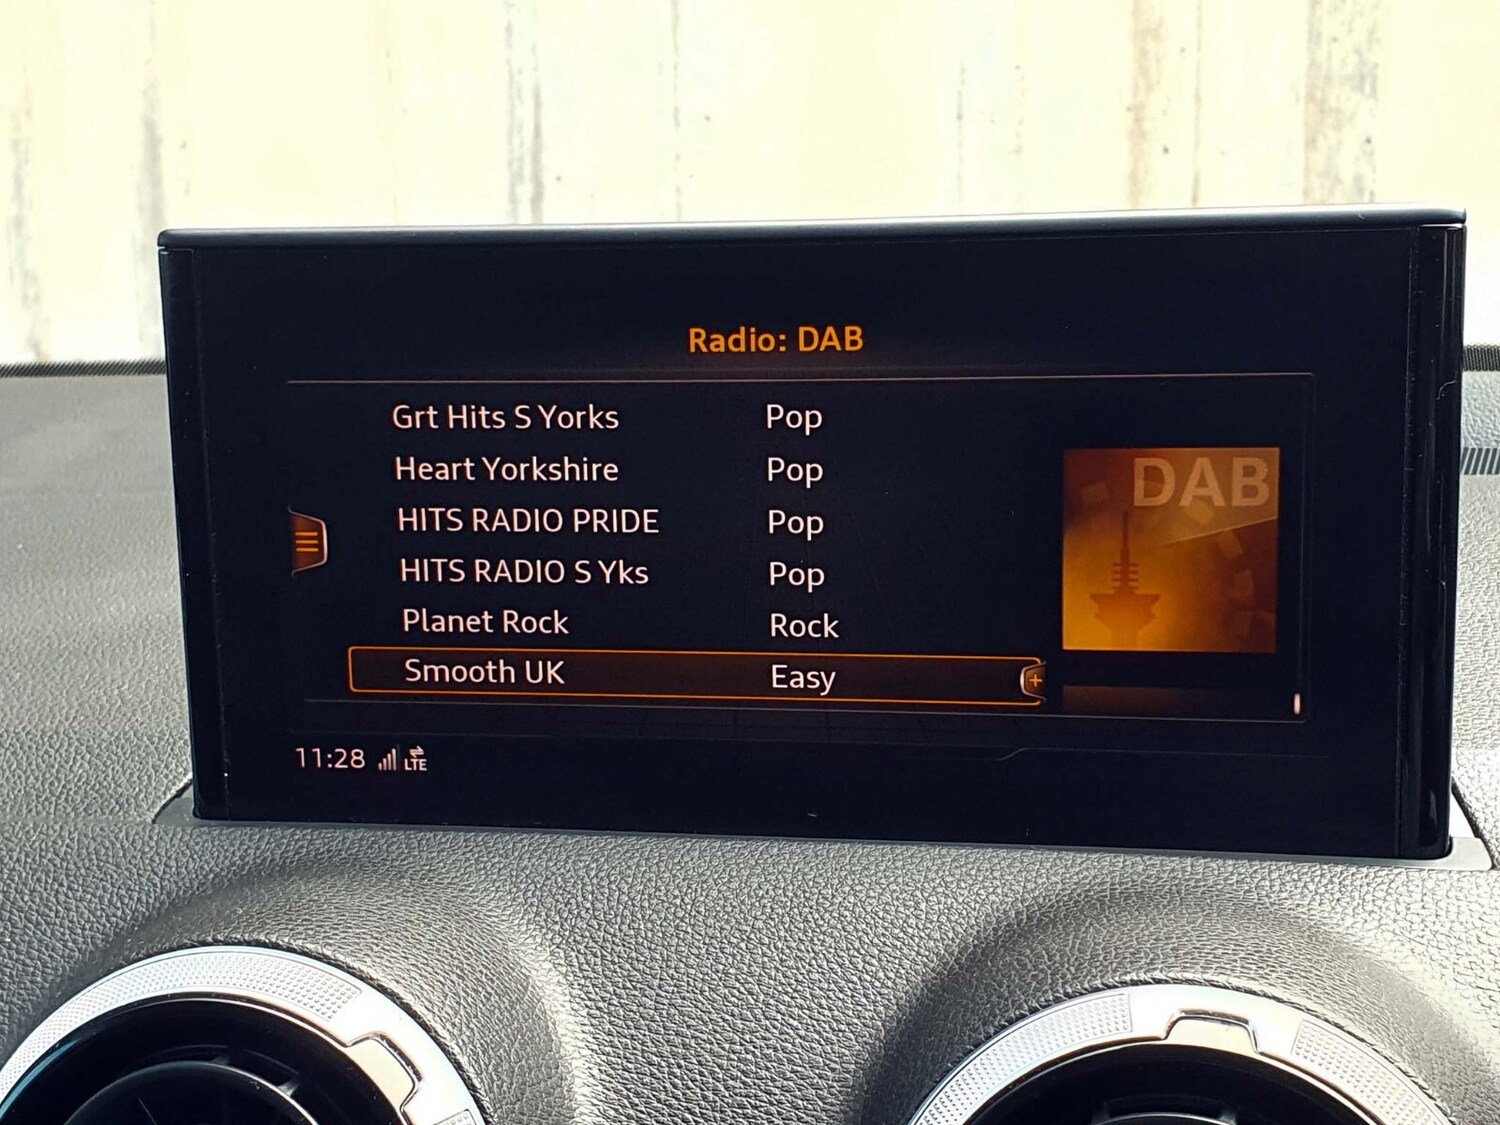 Radio: DAB
Grt Hits S Yorks Pop
Heart Yorkshire Pop
HITS RADIO PRIDE Pop
HITS RADIO S Yks Pop
Planet Rock Rock
Smooth UK Easy
DAB
11:28 LTE